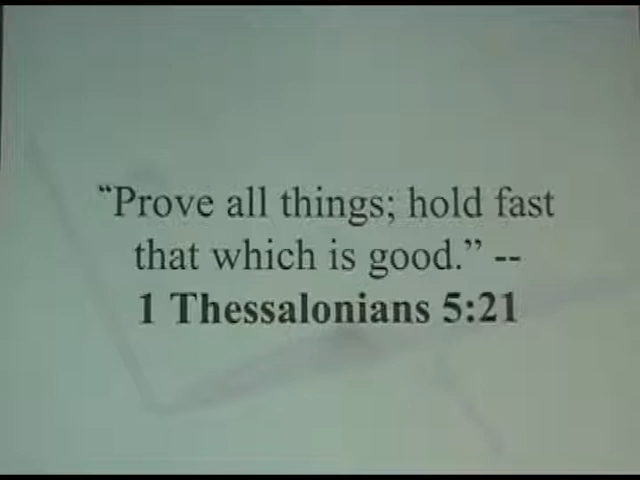 “Prove all things; hold fast
that which is good.” --
1 Thessalonians 5:21